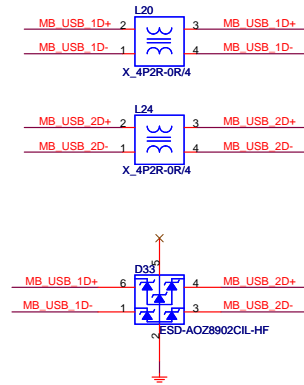 L20
MB_USB_1D+ 2 3 MB_USB_1D+
MB_USB_1D- 1 4 MB_USB_1D-
X_4P2R-0R/4
L24
MB_USB_2D+ 2 3 MB_USB_2D+
MB_USB_2D- 1 4 MB_USB_2D-
X_4P2R-0R/4
5
D33
MB_USB_1D+ 6 4 MB_USB_2D+
MB_USB_1D- 1 3 MB_USB_2D-
ESD-AOZ8902CIL-HF
2